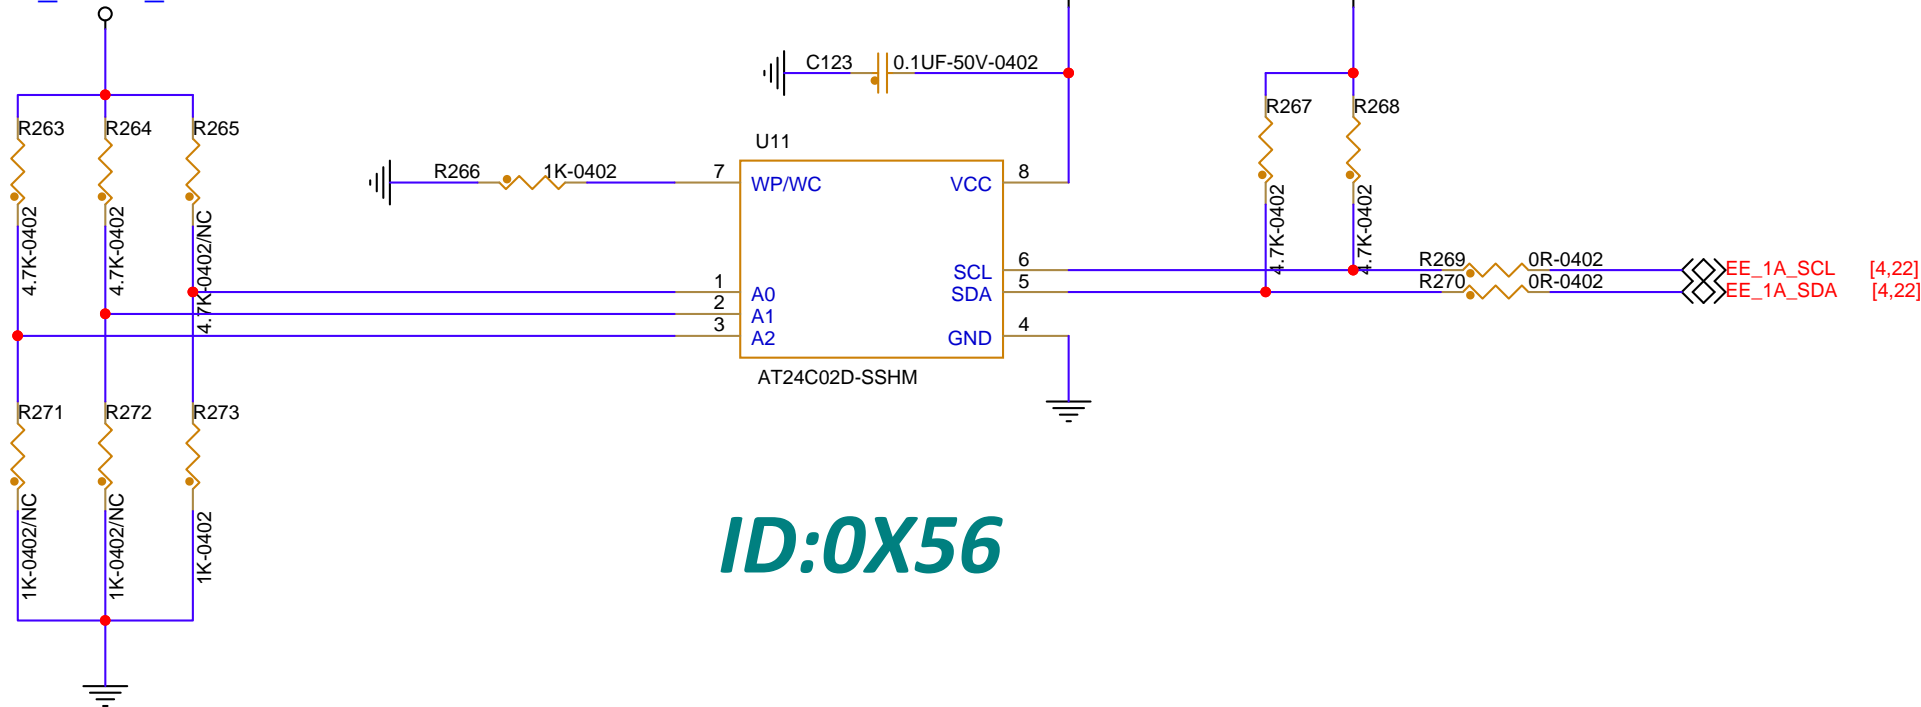 C123 0.1UF-50V-0402
R263 R264 R265
R267 R268
U11
R266 1K-0402
7 WP/WC
VCC 8
4.7K-0402
4.7K-0402
4.7K-0402/NC
4.7K-0402
4.7K-0402
SCL 6
SDA 5
R269 0R-0402 EE_1A_SCL [4,22]
R270 0R-0402 EE_1A_SDA [4,22]
1 A0
2 A1
3 A2
GND 4
AT24C02D-SSHM
R271 R272 R273
1K-0402/NC
1K-0402/NC
1K-0402
ID:0X56